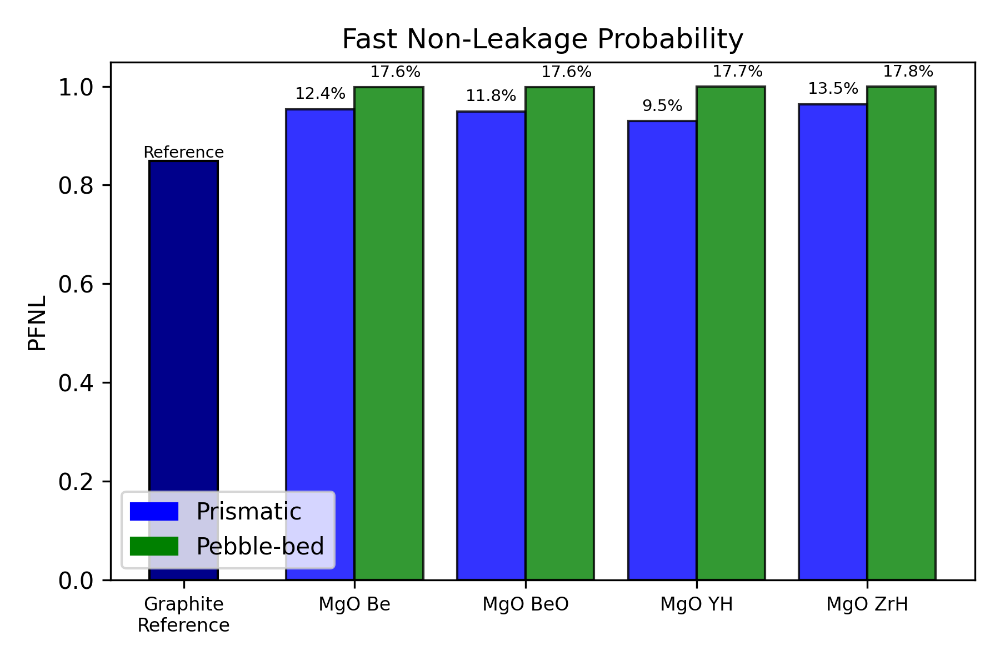 Fast Non-Leakage Probability
PFNL
1.0
0.8
0.6
0.4
0.2
0.0
Reference
12.4%
17.6%
11.8%
17.6%
9.5%
17.7%
13.5%
17.8%
Prismatic
Pebble-bed
Graphite
Reference
MgO Be
MgO BeO
MgO YH
MgO ZrH